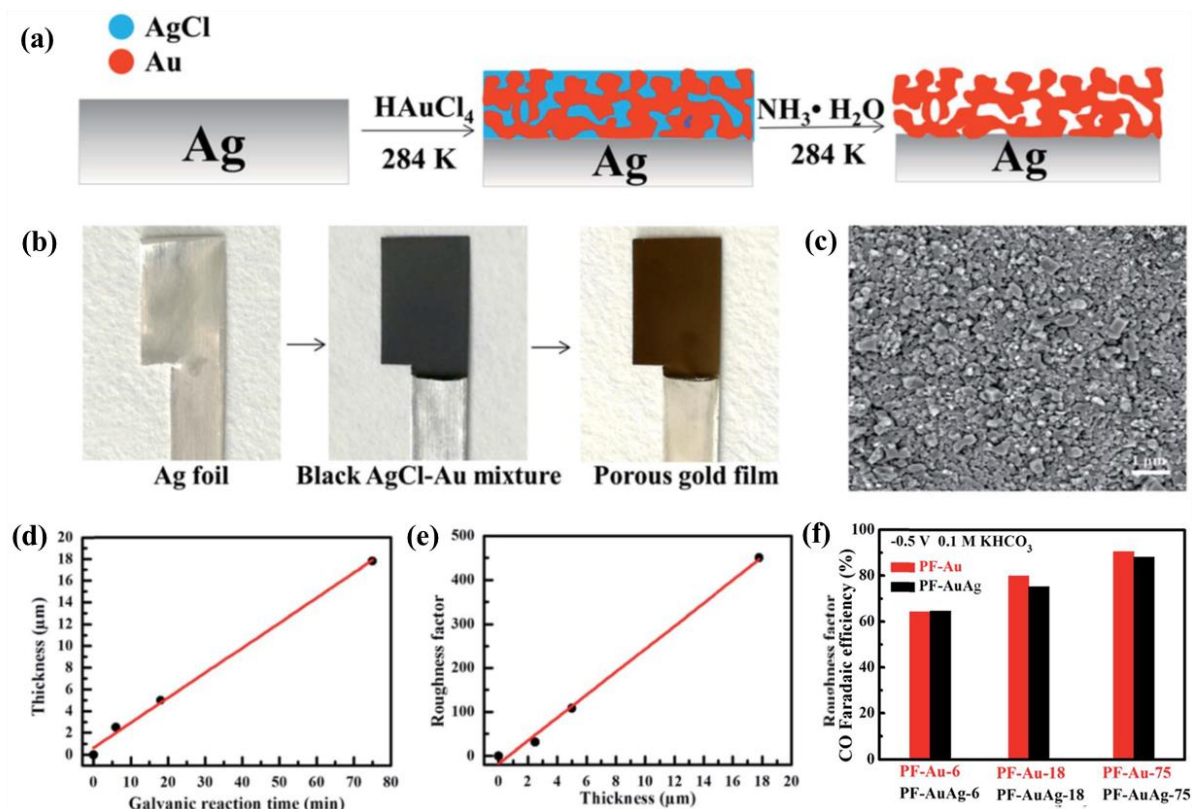 (a)
AgCl
Au
Ag
HAuCl4
284 K
Ag
NH3• H2O
284 K
Ag
(b)
Ag foil
Black AgCl-Au mixture
Porous gold film
(c)
1 μm
(d)
Thickness (μm)
20
18
16
14
12
10
8
6
4
2
0
0 10 20 30 40 50 60 70 80
Galvanic reaction time (min)
(e)
Roughness factor
500
400
300
200
100
0
0 2 4 6 8 10 12 14 16 18 20
Thickness (μm)
(f)
Roughness factor
CO Faradaic efficiency (%)
100
80
60
40
20
0
-0.5 V 0.1 M KHCO3
PF-Au
PF-AuAg
PF-Au-6 PF-Au-18 PF-Au-75
PF-AuAg-6 PF-AuAg-18 PF-AuAg-75